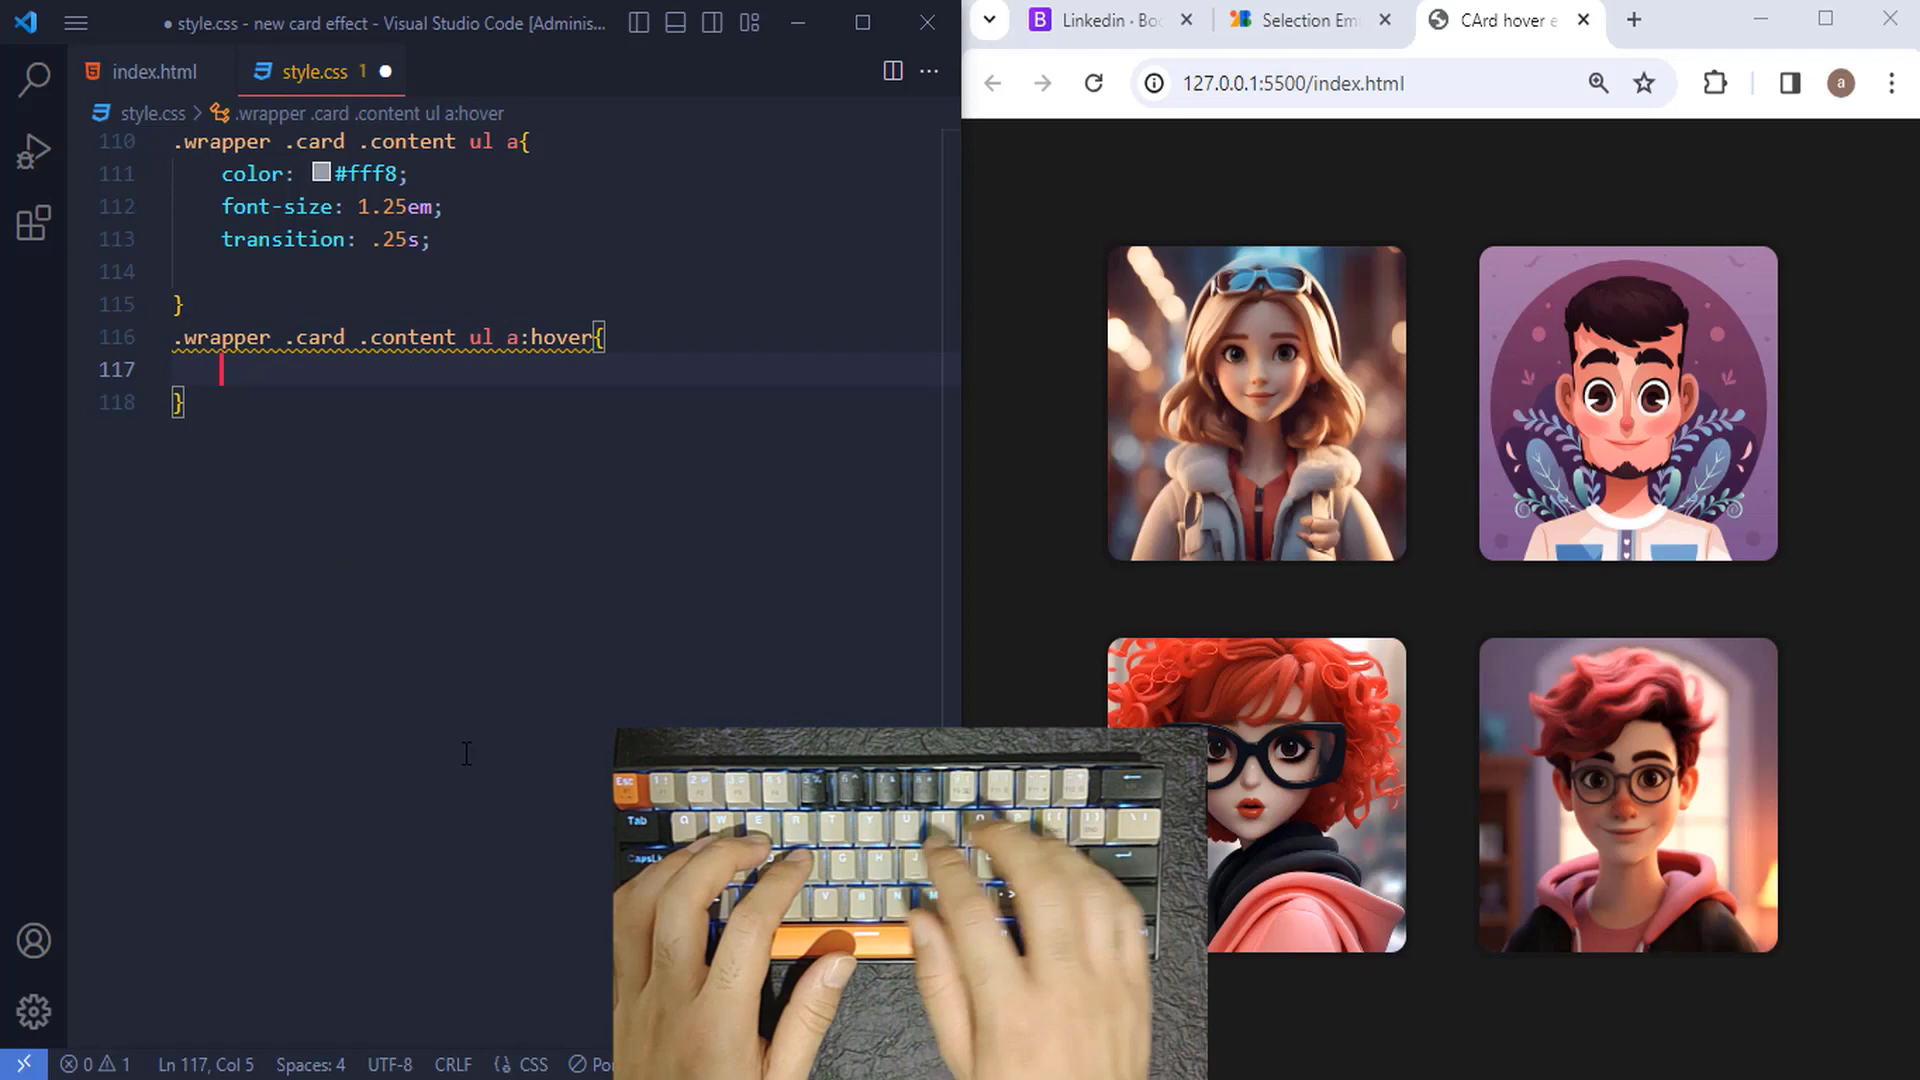 ● style.css - new card effect - Visual Studio Code [Adminis...
index.html
style.css 1
style.css > .wrapper .card .content ul a:hover
110 .wrapper .card .content ul a{
111 color: #fff8;
112 font-size: 1.25em;
113 transition: .25s;
114
115 }
116 .wrapper .card .content ul a:hover{
117
118 }
0 1 Ln 117, Col 5 Spaces: 4 UTF-8 CRLF {} CSS Po
B Linkedin · Boo
Selection Em
CArd hover e
127.0.0.1:5500/index.html
a
Esc
Tab Q W E R T Y U I
CapsLk G H J
V B N M